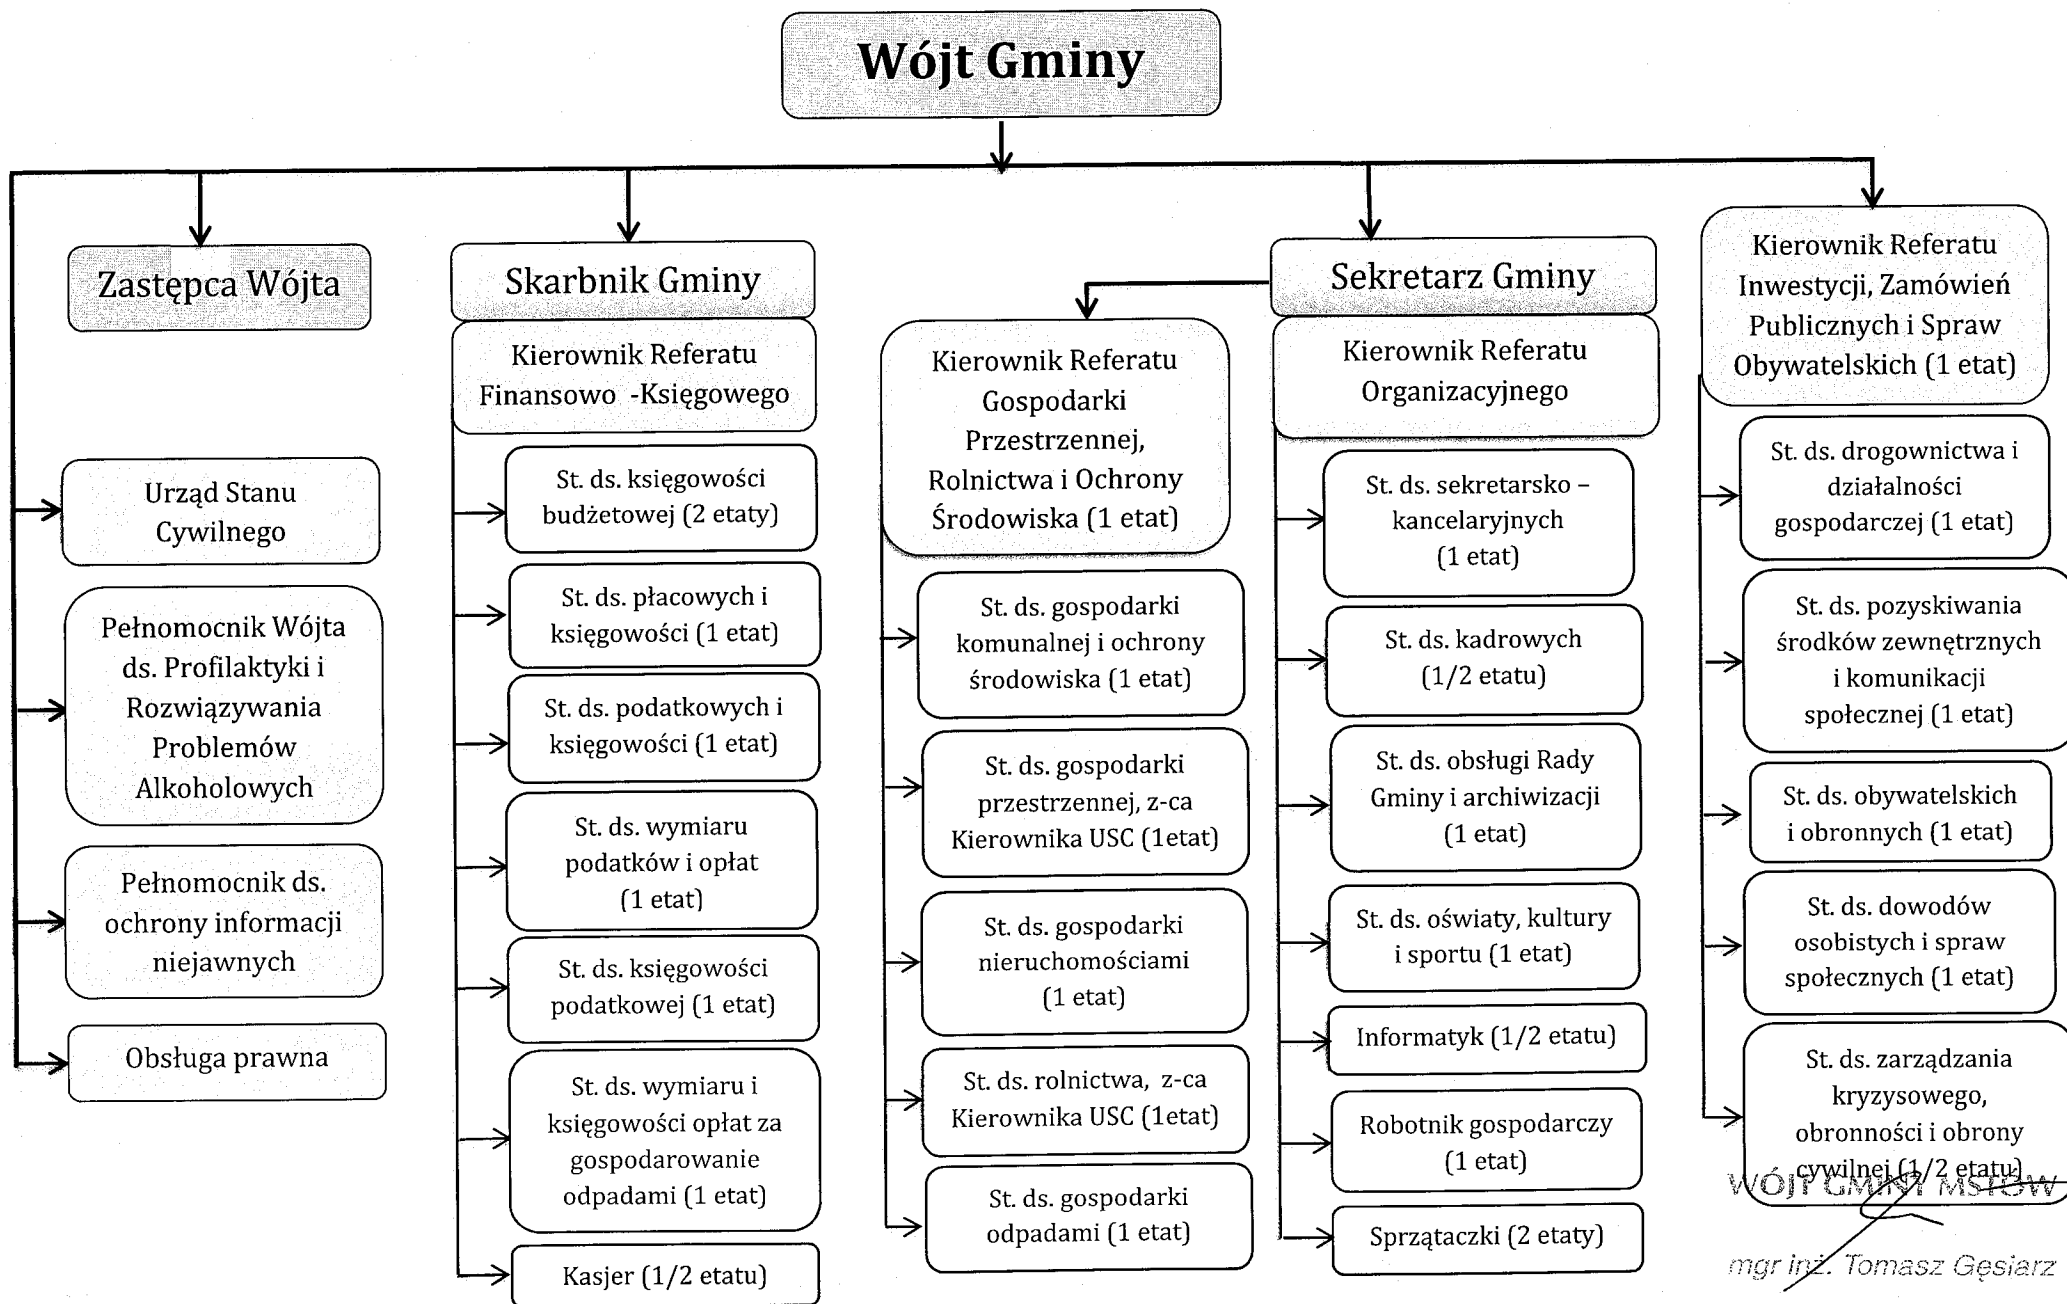 Wójt Gminy
Zastępca Wójta
Urząd Stanu
Cywilnego
Pełnomocnik Wójta
ds. Profilaktyki i
Rozwiązywania
Problemów
Alkoholowych
Pełnomocnik ds.
ochrony informacji
niejawnych
Obsługa prawna
Skarbnik Gminy
Kierownik Referatu
Finansowo -Księgowego
St. ds. księgowości
budżetowej (2 etaty)
St. ds. płacowych i
księgowości (1 etat)
St. ds. podatkowych i
księgowości (1 etat)
St. ds. wymiaru
podatków i opłat
(1 etat)
St. ds. księgowości
podatkowej (1 etat)
St. ds. wymiaru i
księgowości opłat za
gospodarowanie
odpadami (1 etat)
Kasjer (1/2 etatu)
Kierownik Referatu
Gospodarki
Przestrzennej,
Rolnictwa i Ochrony
Środowiska (1 etat)
St. ds. gospodarki
komunalnej i ochrony
środowiska (1 etat)
St. ds. gospodarki
przestrzennej, z-ca
Kierownika USC (1etat)
St. ds. gospodarki
nieruchomościami
(1 etat)
St. ds. rolnictwa, z-ca
Kierownika USC (1etat)
St. ds. gospodarki
odpadami (1 etat)
Sekretarz Gminy
Kierownik Referatu
Organizacyjnego
St. ds. sekretarsko –
kancelaryjnych
(1 etat)
St. ds. kadrowych
(1/2 etatu)
St. ds. obsługi Rady
Gminy i archiwizacji
(1 etat)
St. ds. oświaty, kultury
i sportu (1 etat)
Informatyk (1/2 etatu)
Robotnik gospodarczy
(1 etat)
Sprzątaczki (2 etaty)
Kierownik Referatu
Inwestycji, Zamówień
Publicznych i Spraw
Obywatelskich (1 etat)
St. ds. drogownictwa i
działalności
gospodarczej (1 etat)
St. ds. pozyskiwania
środków zewnętrznych
i komunikacji
społecznej (1 etat)
St. ds. obywatelskich
i obronnych (1 etat)
St. ds. dowodów
osobistych i spraw
społecznych (1 etat)
St. ds. zarządzania
kryzysowego,
obronności i obrony
cywilnej (1/2 etatu)
WÓJT GMINY MSTÓW
mgr inż. Tomasz Gęsiarz